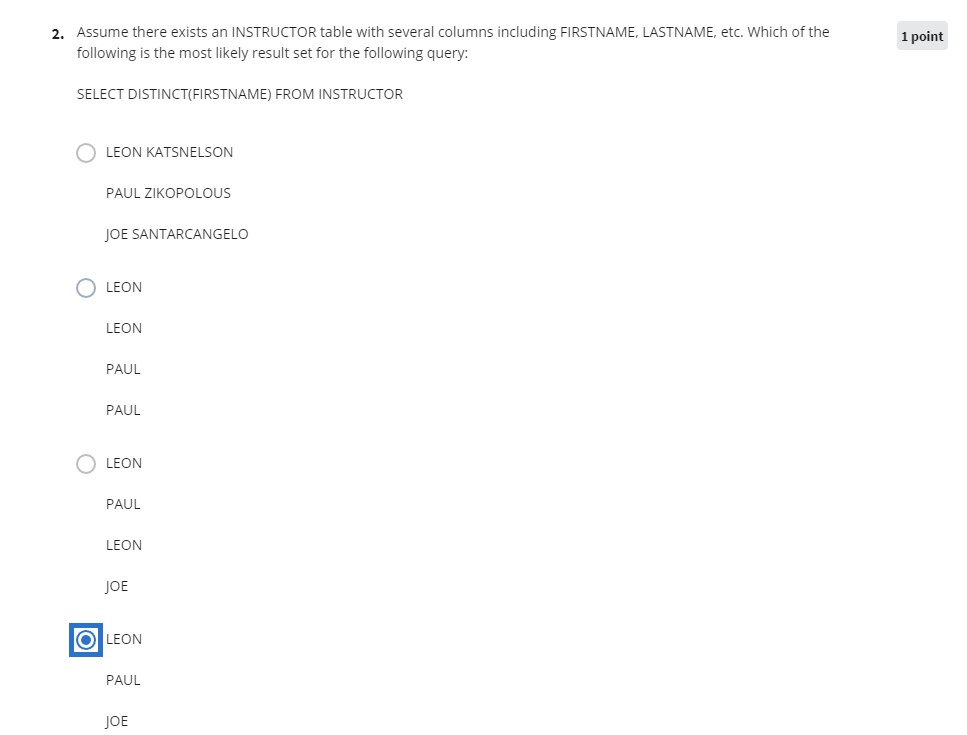 2. Assume there exists an INSTRUCTOR table with several columns including FIRSTNAME, LASTNAME, etc. Which of the
following is the most likely result set for the following query:
1 point
SELECT DISTINCT(FIRSTNAME) FROM INSTRUCTOR
LEON KATSNELSON
PAUL ZIKOPOLOUS
JOE SANTARCANGELO
LEON
LEON
PAUL
PAUL
LEON
PAUL
LEON
JOE
LEON
PAUL
JOE